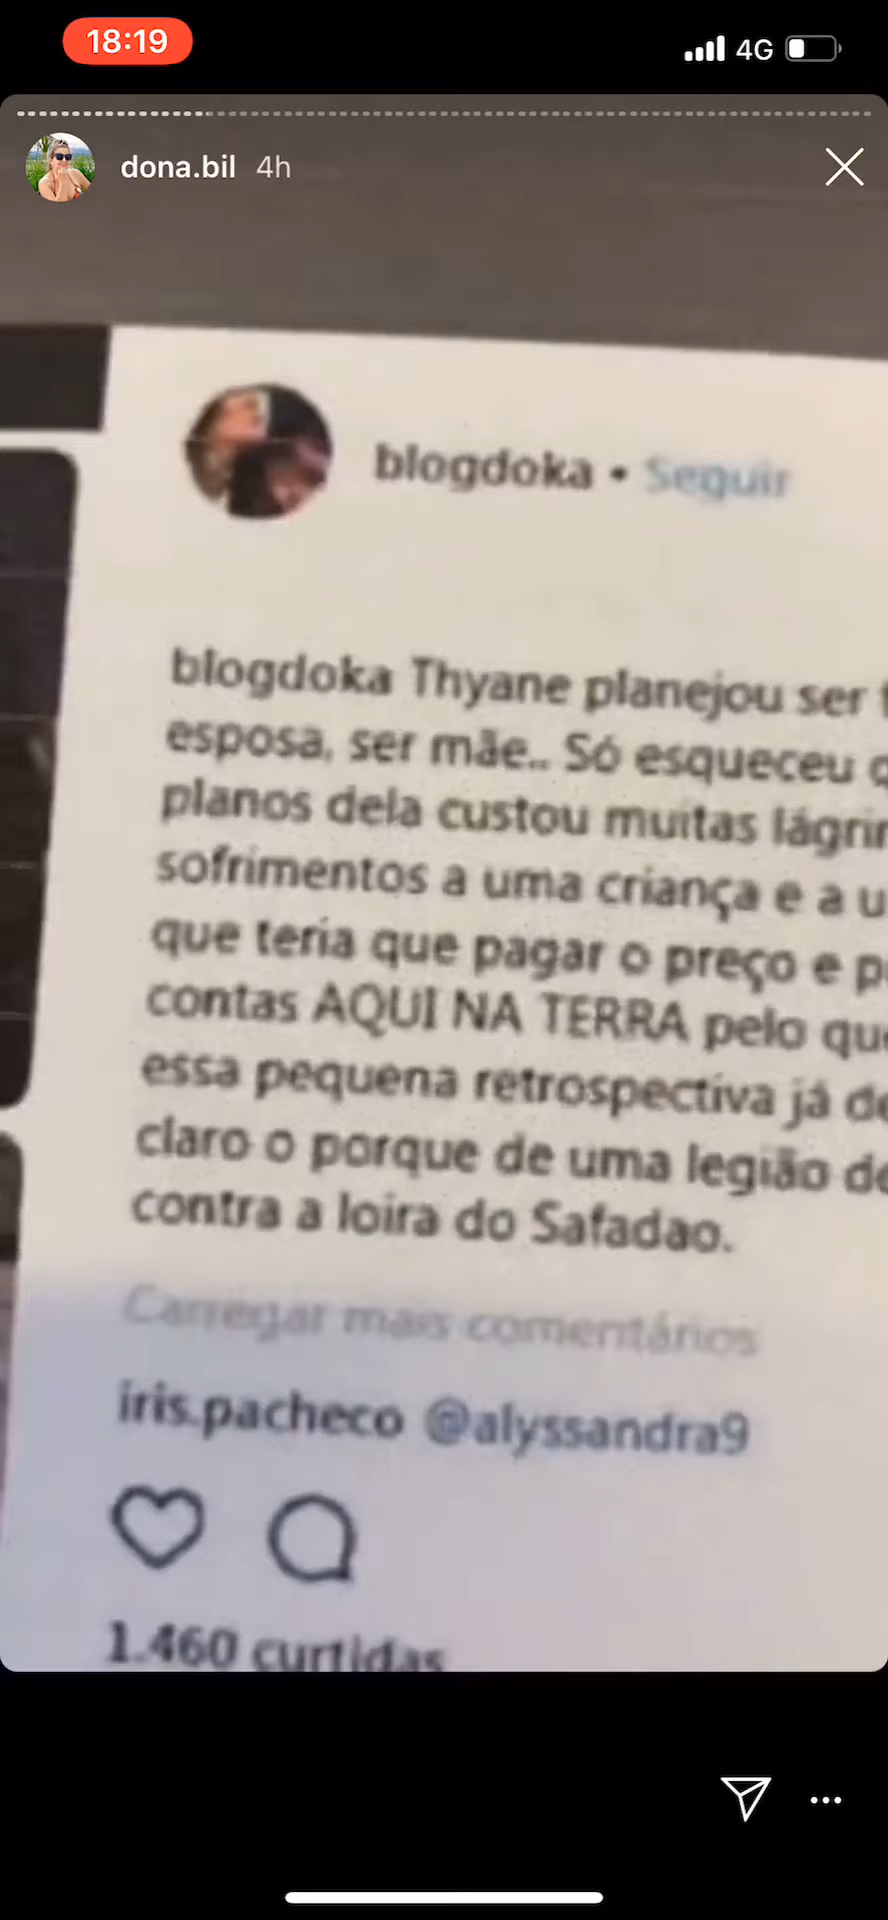 18:19
4G
dona.bil 4h
blogdoka • Seguir
blogdoka Thyane planejou ser
esposa, ser mãe.. Só esqueceu
planos dela custou muitas
sofrimentos a uma criança e a
que teria que pagar o preço e
contas AQUI NA TERRA pelo
essa pequena retrospectiva já
claro o porque de uma legião
contra a loira do Safadao.
Carregar mais comentários
iris.pacheco @alyssandra9
1.460 curtidas